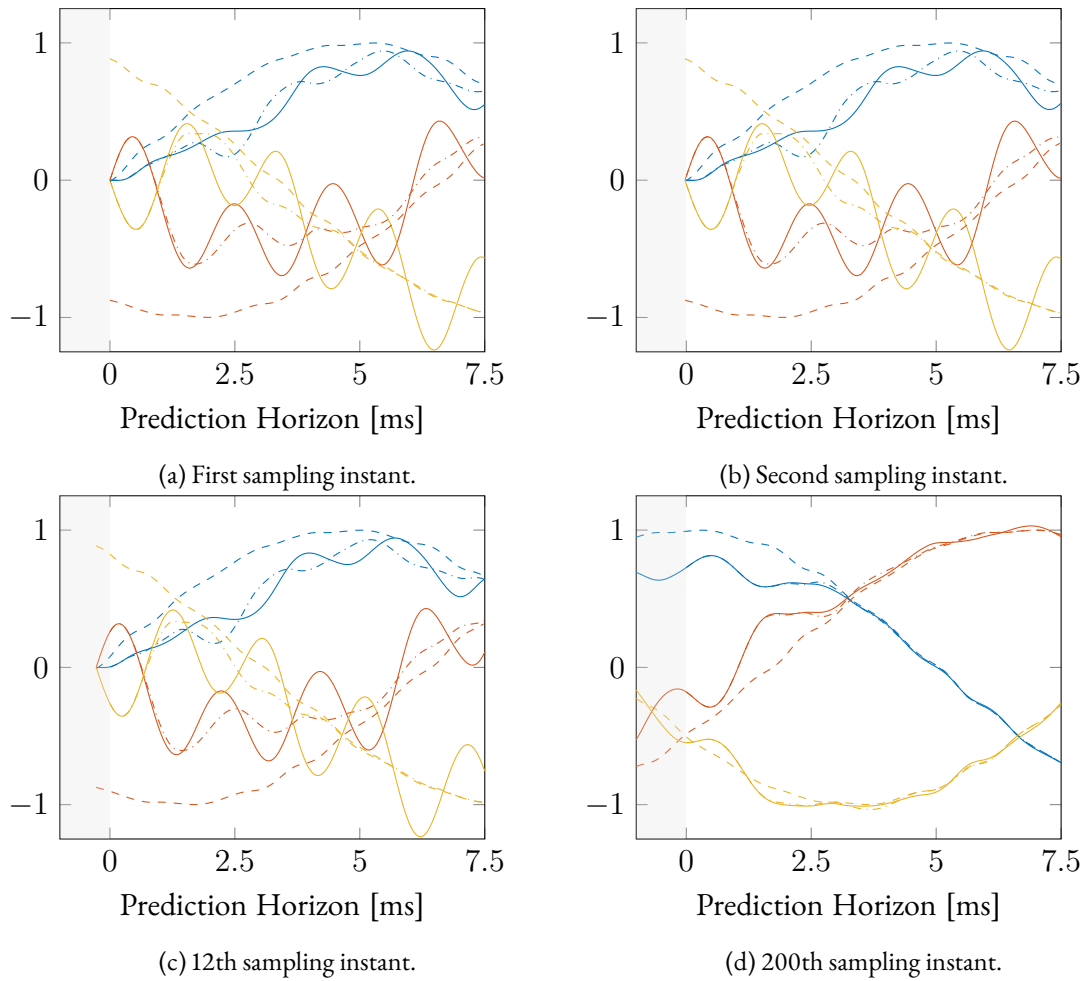 1
0
−1
0 2.5 5 7.5
Prediction Horizon [ms]
(a) First sampling instant.
1
0
−1
0 2.5 5 7.5
Prediction Horizon [ms]
(b) Second sampling instant.
1
0
−1
0 2.5 5 7.5
Prediction Horizon [ms]
(c) 12th sampling instant.
1
0
−1
0 2.5 5 7.5
Prediction Horizon [ms]
(d) 200th sampling instant.